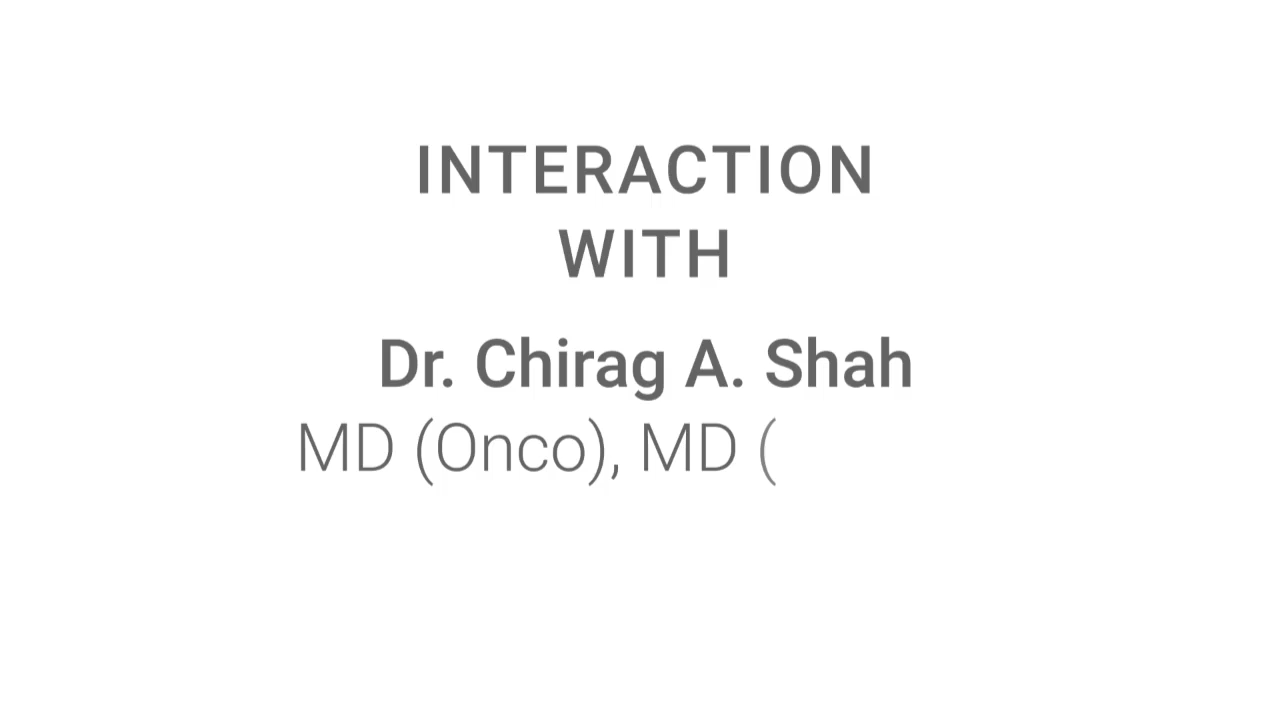 INTERACTION
WITH
Dr. Chirag A. Shah
MD (Onco), MD (